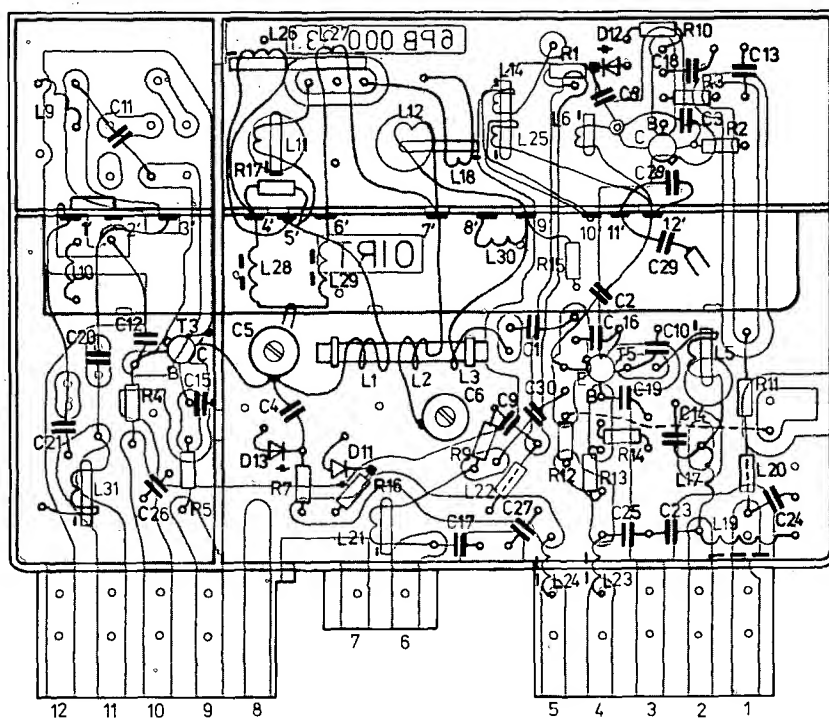 L26
L27
6PB 000 3
D12
R10
L9
C11
L12
L14
R1
C18
R3
C13
C8
L11
L25
L6
B
C3
C
R2
R17
L18
C29
1'
2'
3'
4'
5'
6'
7'
8'
9'
10'
11'
12'
L10
L28
L29
OIRT
L30
R15
C29
C2
C12
T3
C
C5
C1
C16
C10
L5
C20
B
L1
L2
L3
E
T5
R4
C15
C4
C6
C9
C30
B
C19
R11
C21
D13
D11
R9
R14
C14
L31
C26
R5
R7
R16
L22
R12
R13
L17
L20
L21
C17
C27
C25
C23
L19
C24
L24
L23
7
6
12
11
10
9
8
5
4
3
2
1